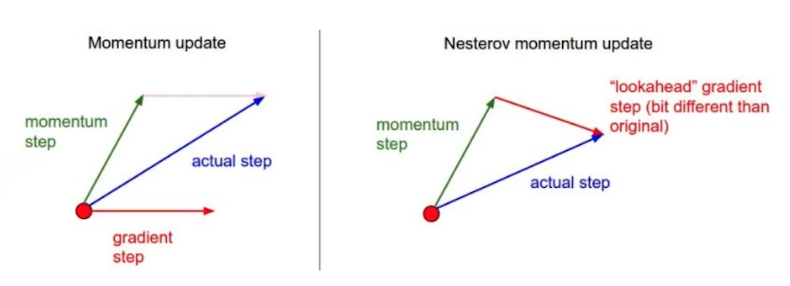 Momentum update
momentum
step
actual step
gradient
step
Nesterov momentum update
momentum
step
"lookahead" gradient
step (bit different than
original)
actual step